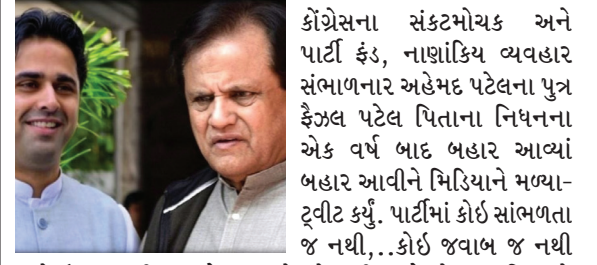 કોંગ્રેસના સંકટમોચક અને
પાર્ટી ફંડ, નાણાંકિય વ્યવહાર
સંભાળનાર અહેમદ પટેલના પુત્ર
ફૈઝલ પટેલ પિતાના નિધનના
એક વર્ષ બાદ બહાર આવ્યાં
બહાર આવીને મિડિયાને મળ્યા-
ટ્વીટ કર્યું. પાર્ટીમાં કોઇ સાંભળતા
જ નથી,..કોઇ જવાબ જ નથી